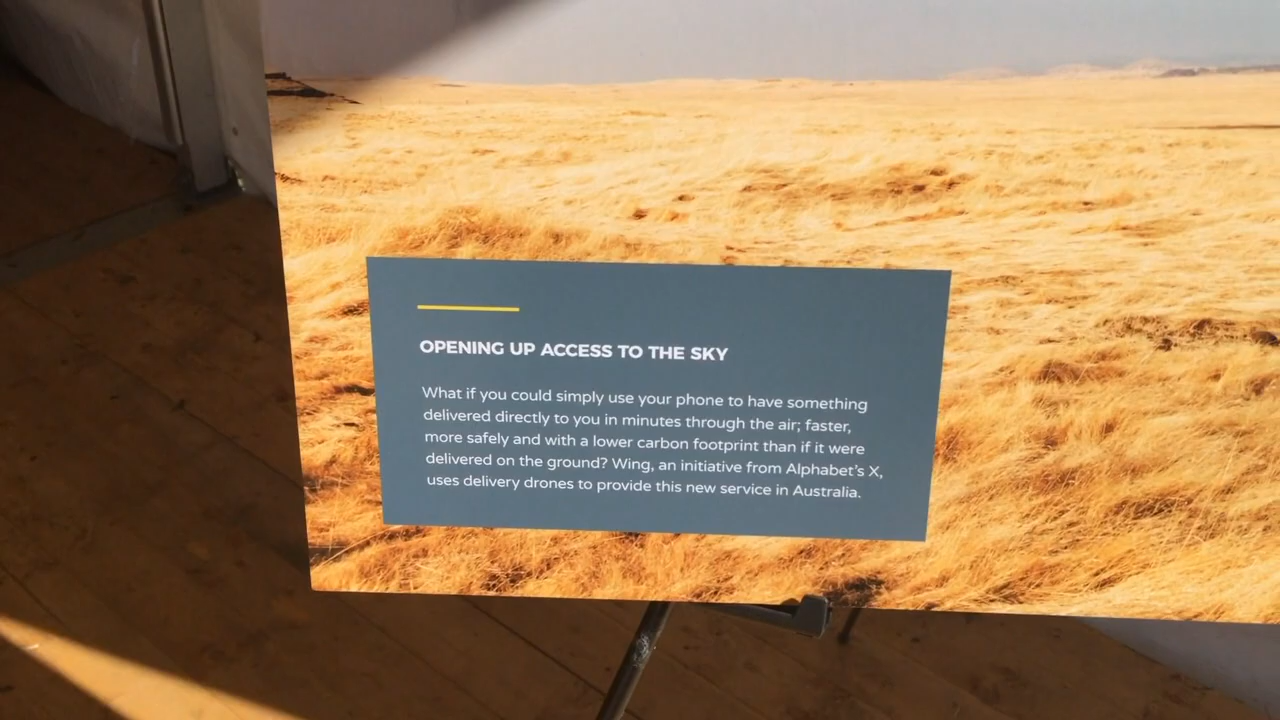 OPENING UP ACCESS TO THE SKY
What if you could simply use your phone to have something
delivered directly to you in minutes through the air; faster,
more safely and with a lower carbon footprint than if it were
delivered on the ground? Wing, an initiative from Alphabet's X,
uses delivery drones to provide this new service in Australia.